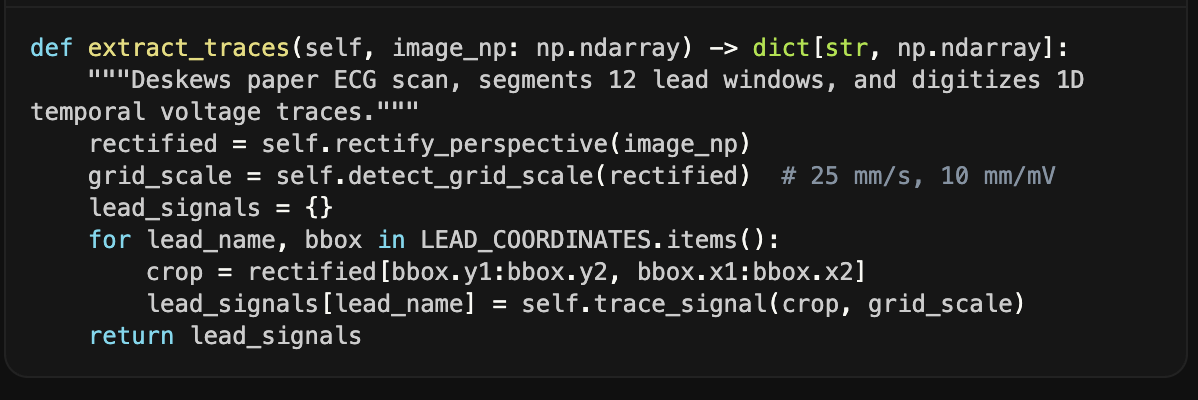 def extract_traces(self, image_np: np.ndarray) -> dict[str, np.ndarray]:
    """Deskews paper ECG scan, segments 12 lead windows, and digitizes 1D
temporal voltage traces."""
    rectified = self.rectify_perspective(image_np)
    grid_scale = self.detect_grid_scale(rectified)  # 25 mm/s, 10 mm/mV
    lead_signals = {}
    for lead_name, bbox in LEAD_COORDINATES.items():
        crop = rectified[bbox.y1:bbox.y2, bbox.x1:bbox.x2]
        lead_signals[lead_name] = self.trace_signal(crop, grid_scale)
    return lead_signals